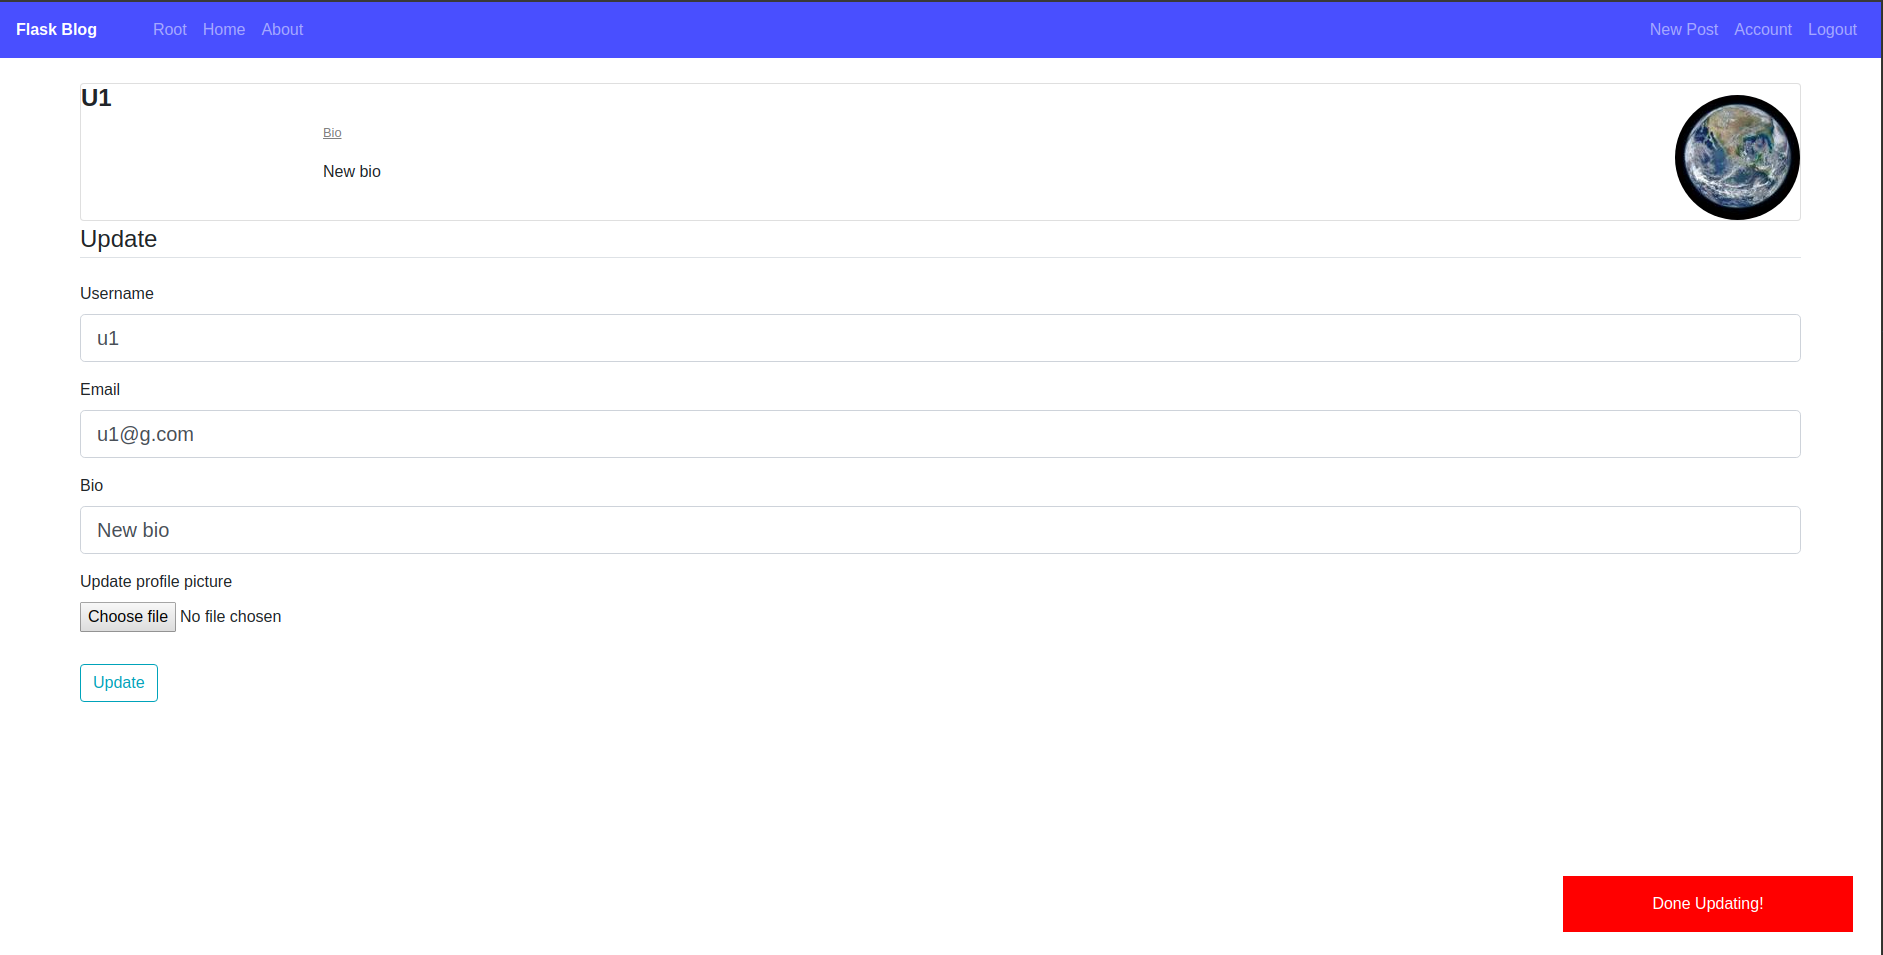 Flask Blog Root Home About New Post Account Logout
U1
Bio
New bio
Update
Username
u1
Email
u1@g.com
Bio
New bio
Update profile picture
Choose file No file chosen
Update
Done Updating!